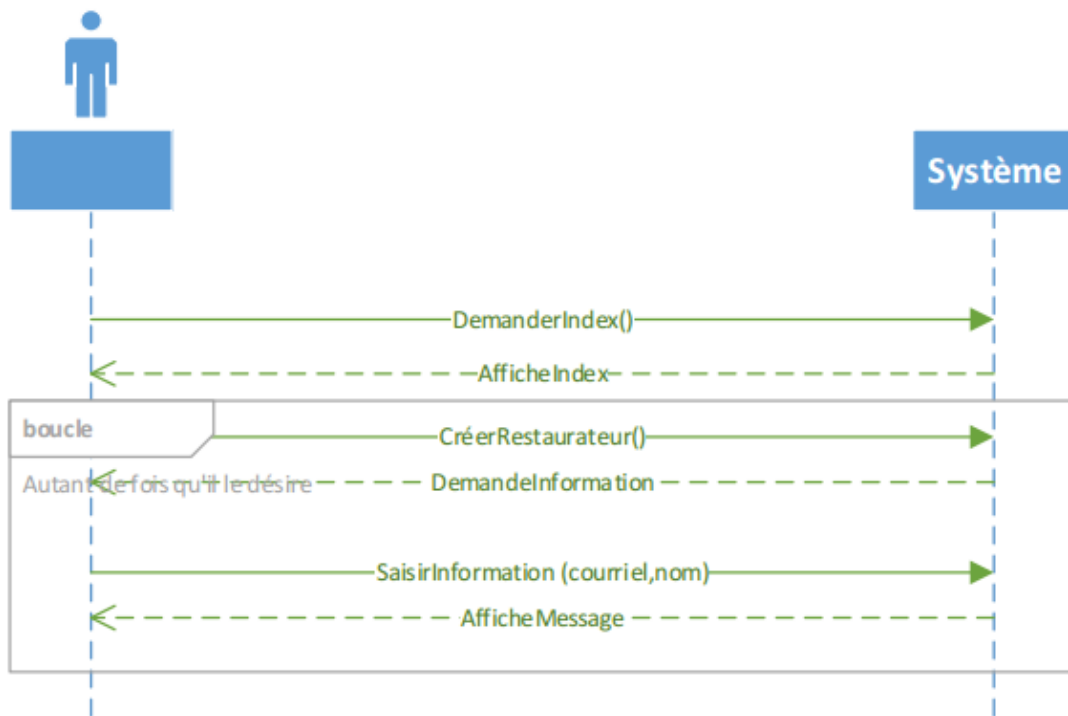 Système
DemanderIndex()
AfficheIndex
boucle
CréerRestaurateur()
Autant de fois qu'il le désire
DemandeInformation
SaisirInformation (courriel,nom)
AfficheMessage